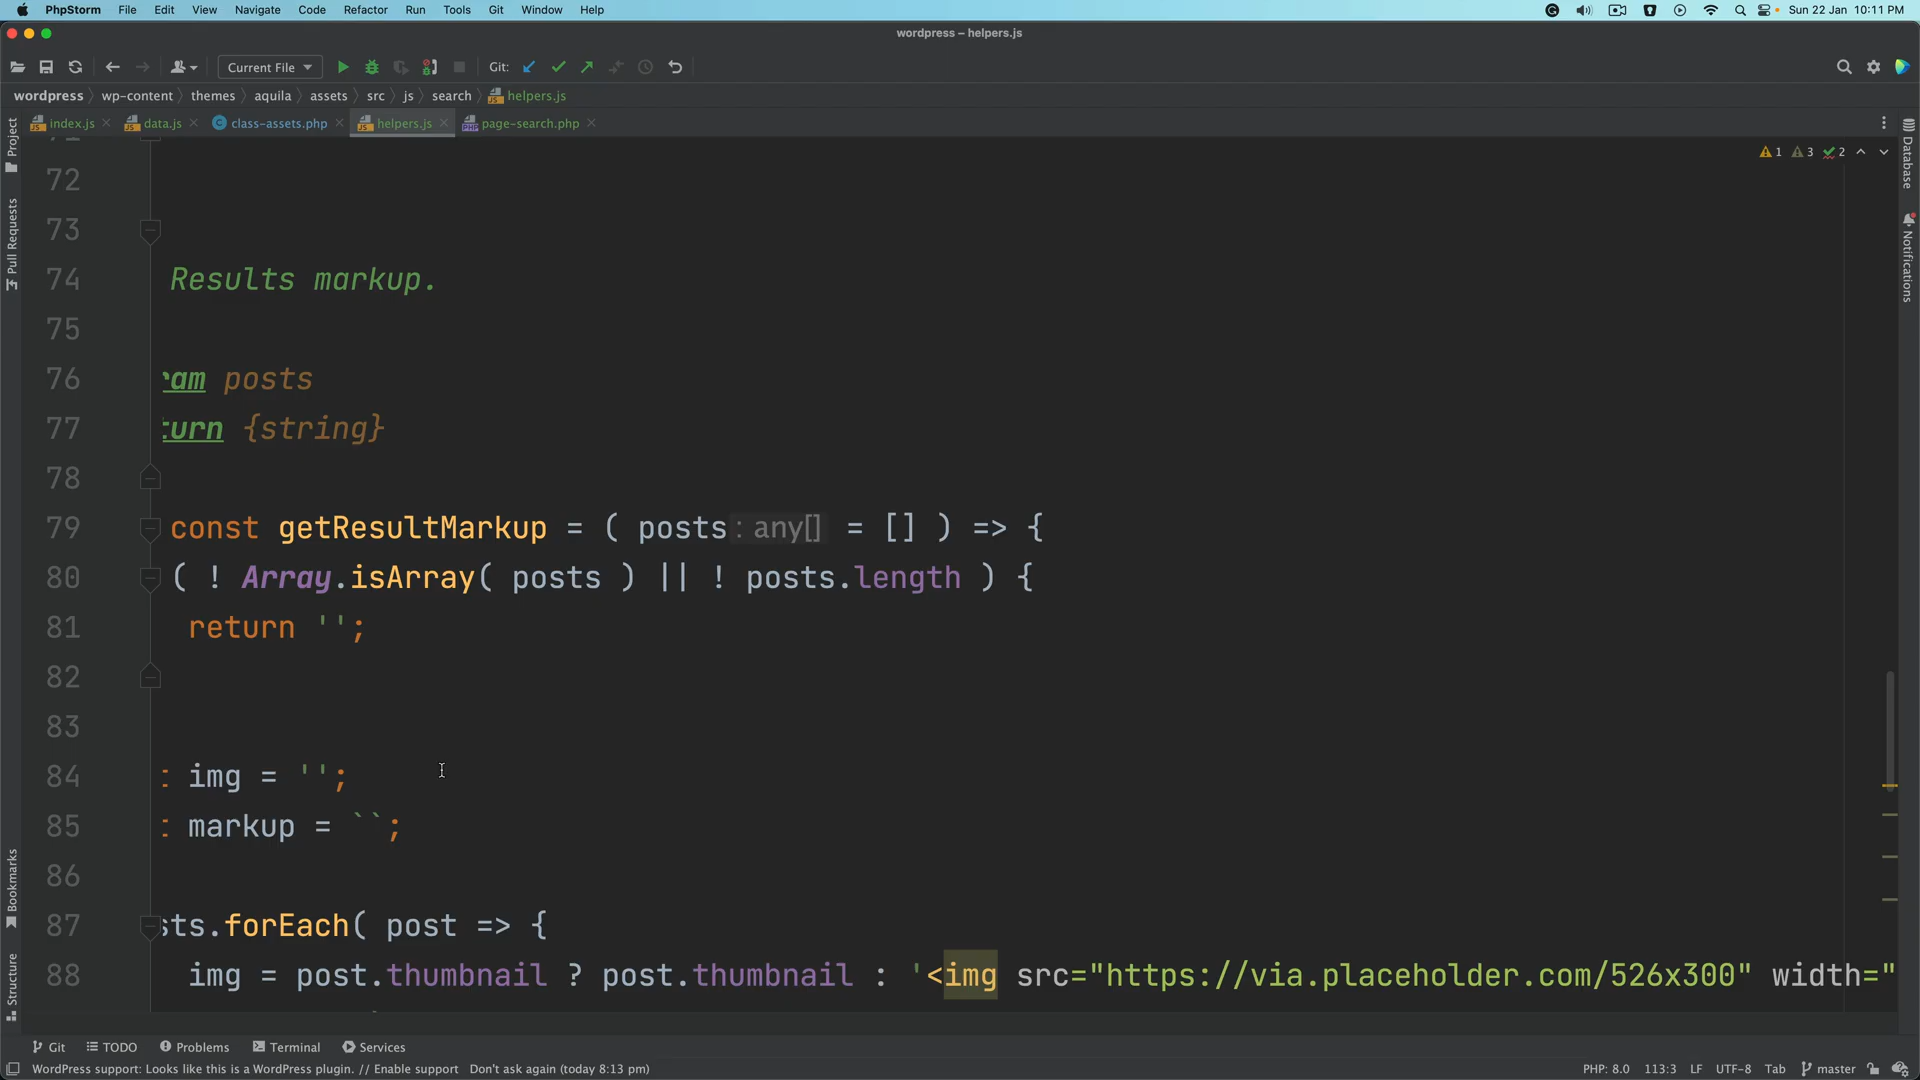 PhpStorm File Edit View Navigate Code Refactor Run Tools Git Window Help Sun 22 Jan 10:11 PM
wordpress – helpers.js
Current File Git:
wordpress wp-content themes aquila assets src js search helpers.js
index.js data.js class-assets.php helpers.js page-search.php
Project
Pull Requests
Bookmarks
Structure
Database
Notifications
1 3 2
72
73
74 Results markup.
75
76 ram posts
77 turn {string}
78
79 const getResultMarkup = ( posts : any[] = [] ) => {
80 ( ! Array.isArray( posts ) || ! posts.length ) {
81 return '';
82
83
84 img = '';
85 markup = ``;
86
87 sts.forEach( post => {
88 img = post.thumbnail ? post.thumbnail : '<img src="https://via.placeholder.com/526x300" width="
Git TODO Problems Terminal Services
WordPress support: Looks like this is a WordPress plugin. // Enable support Don't ask again (today 8:13 pm) PHP: 8.0 113:3 LF UTF-8 Tab master